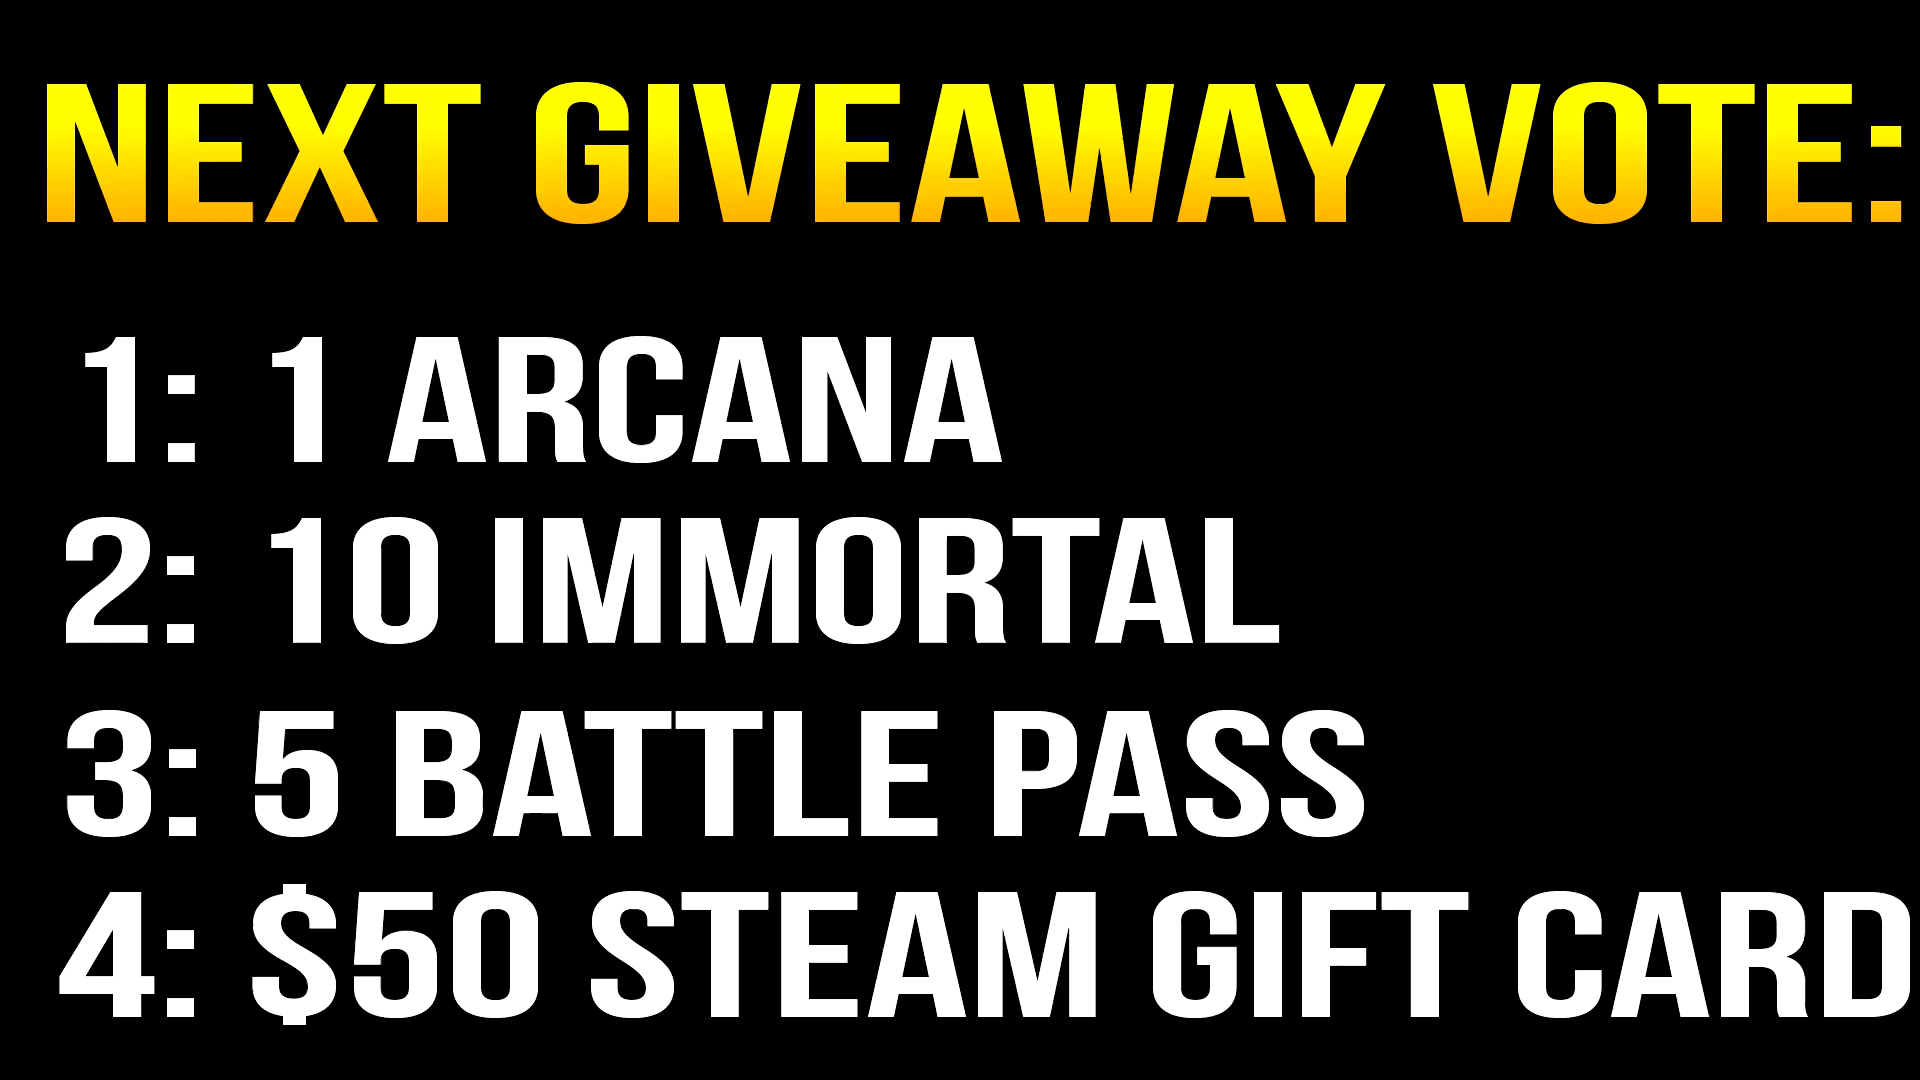 NEXT GIVEAWAY VOTE:
1: 1 ARCANA
2: 10 IMMORTAL
3: 5 BATTLE PASS
4: $50 STEAM GIFT CARD